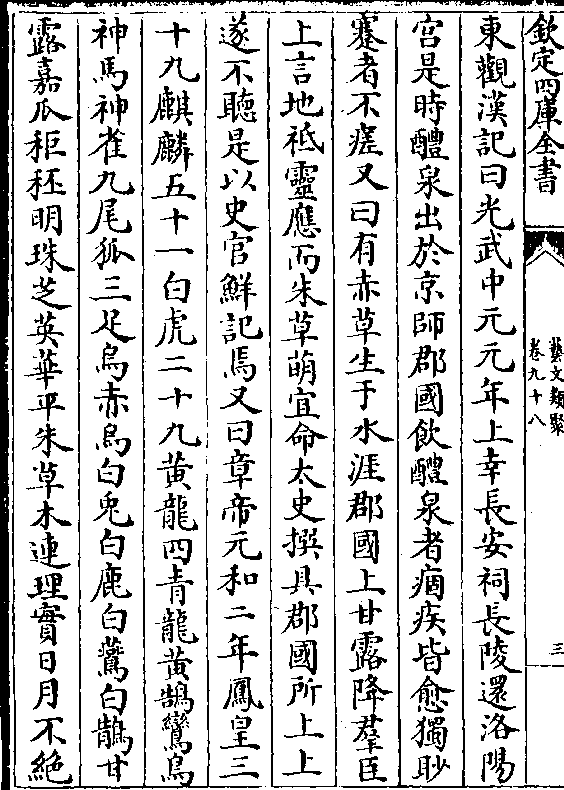 欽定四庫全書
藝文類聚
卷九十八
三
東觀漢記曰光武中元元年上幸長安祠長陵還洛陽
宮是時醴泉出於京師郡國飲醴泉者痼疾皆愈獨眇
蹇者不瘥又曰有赤草生于水涯郡國上甘露降羣臣
上言地祗靈應而朱草萌宜命太史撰具郡國所上上
遂不聽是以史官鮮記焉又曰章帝元和二年鳳皇三
十九麒麟五十一白虎二十九黄龍四青龍黄鵠鸞鳥
神馬神雀九尾狐三足烏赤烏白兎白鹿白鷰白鵲甘
露嘉瓜秬秠明珠芝英華平朱草木連理實日月不絶